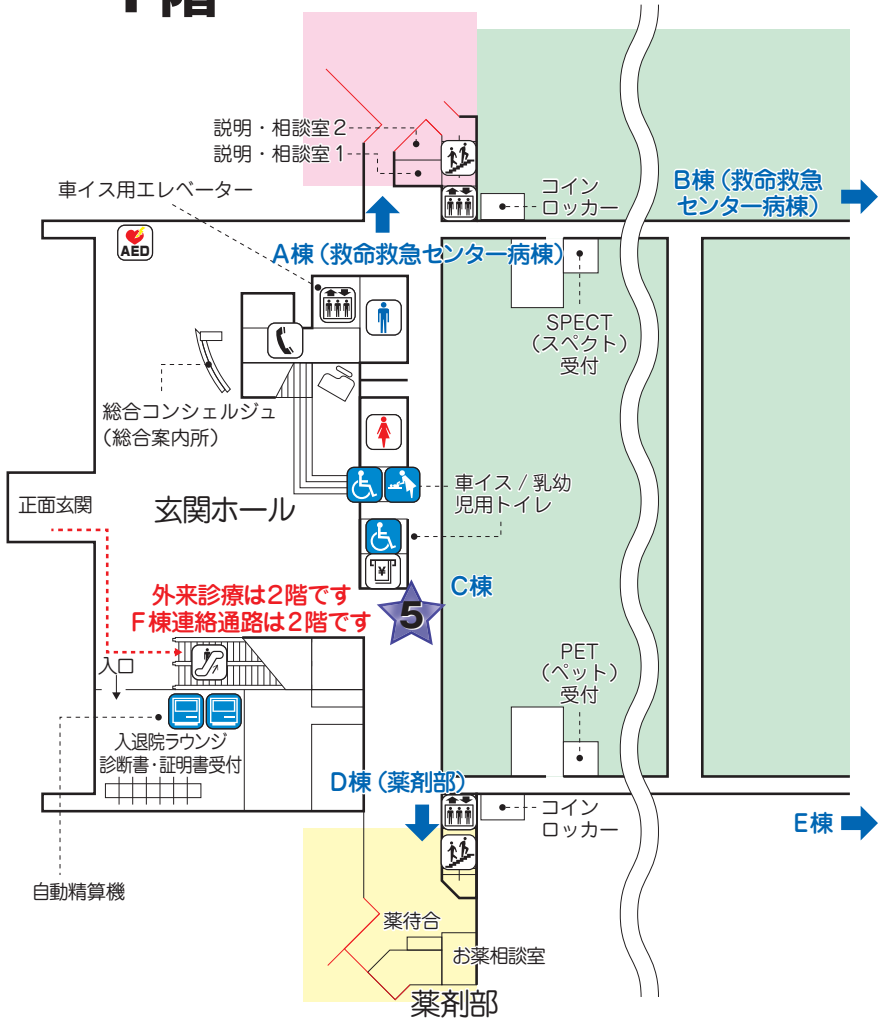 1階
説明・相談室2
説明・相談室1
車イス用エレベーター
コイン
ロッカー
B棟(救命救急
センター病棟)
AED
A棟(救命救急センター病棟)
SPECT
(スペクト)
受付
総合コンシェルジュ
(総合案内所)
車イス/乳幼
児用トイレ
正面玄関
玄関ホール
¥
C棟
5
外来診療は2階です
F棟連絡通路は2階です
PET
(ペット)
受付
入口
入退院ラウンジ
診断書・証明書受付
D棟(薬剤部)
コイン
ロッカー
E棟
自動精算機
薬待合
お薬相談室
薬剤部